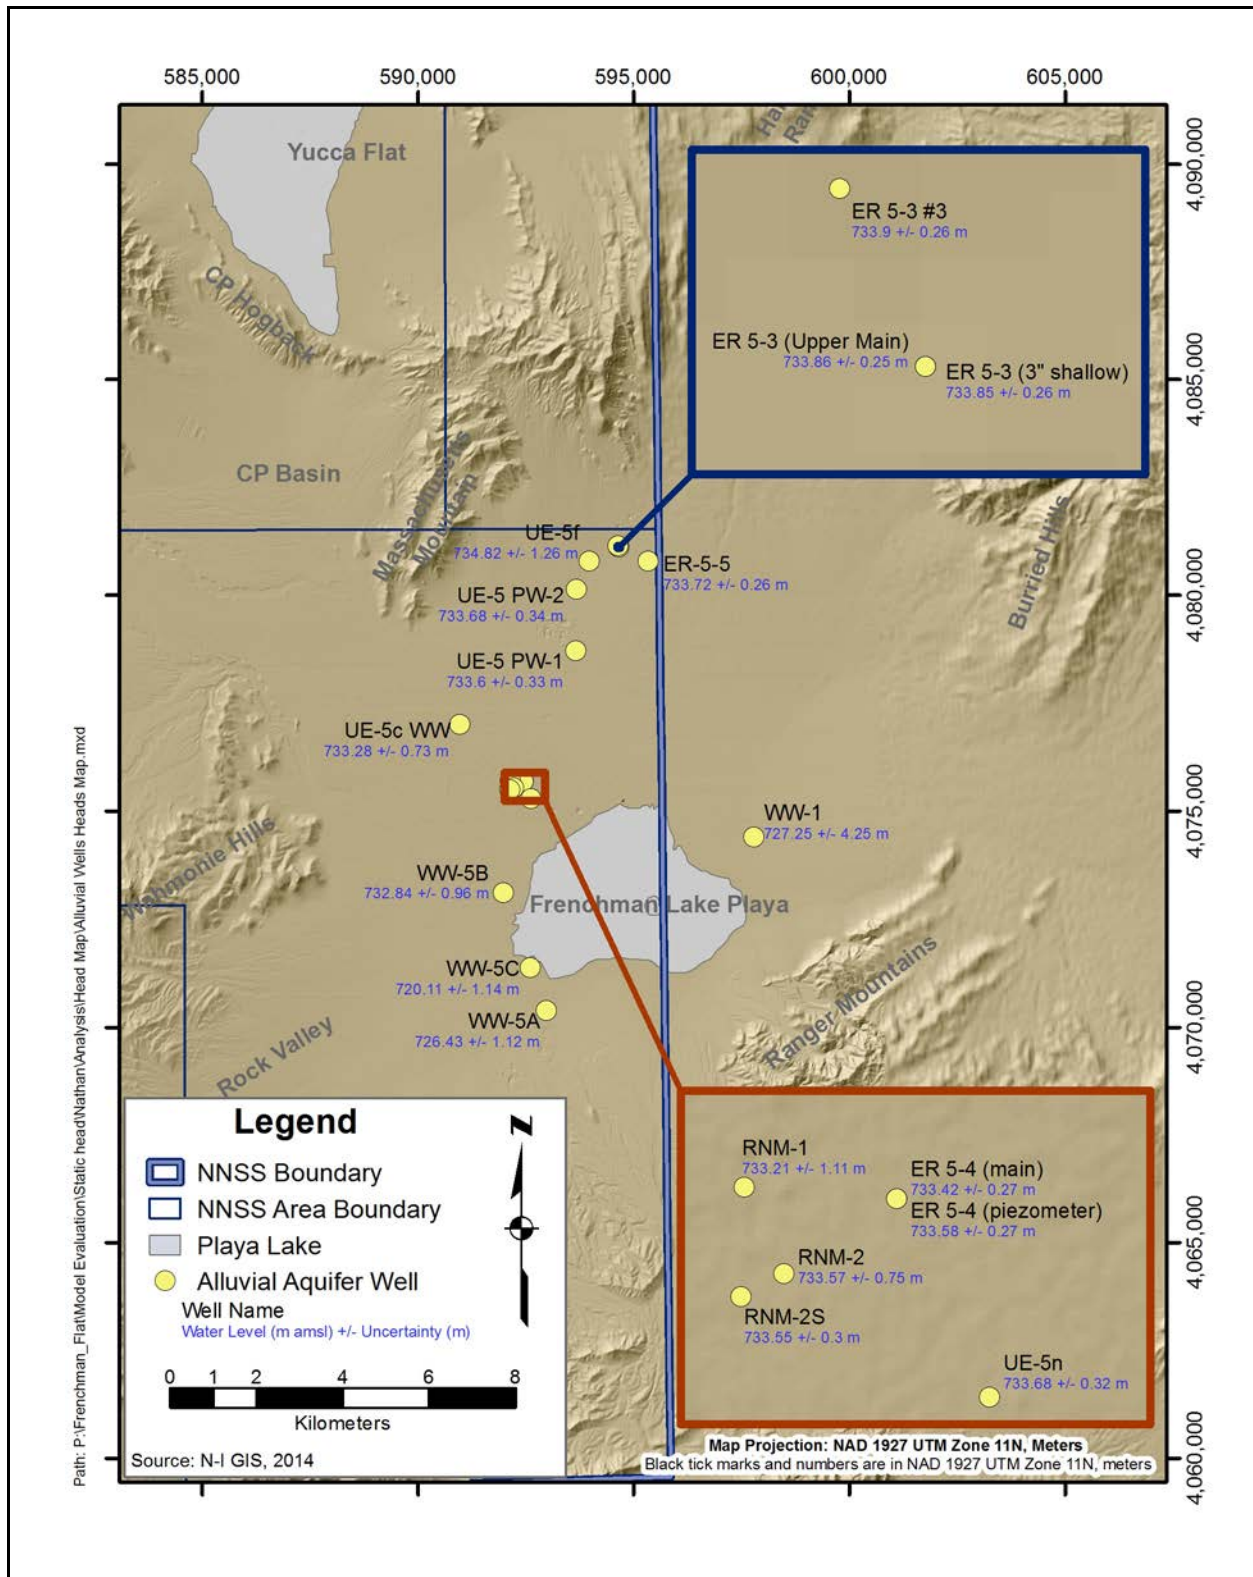 585,000
590,000
595,000
600,000
605,000
Yucca Flat
4,090,000
ER 5-3 #3
733.9 +/- 0.26 m
CP Hogback
ER 5-3 (Upper Main)
733.86 +/- 0.25 m
ER 5-3 (3" shallow)
733.85 +/- 0.26 m
4,085,000
CP Basin
Massachusetts
Mountain
UE-5f
734.82 +/- 1.26 m
ER-5-5
733.72 +/- 0.26 m
Burried Hills
4,080,000
UE-5 PW-2
733.68 +/- 0.34 m
UE-5 PW-1
733.6 +/- 0.33 m
UE-5c WW
733.28 +/- 0.73 m
4,075,000
WW-1
727.25 +/- 4.25 m
Wahmonie Hills
WW-5B
732.84 +/- 0.96 m
Frenchman Lake Playa
WW-5C
720.11 +/- 1.14 m
WW-5A
726.43 +/- 1.12 m
Ranger Mountains
4,070,000
Rock Valley
Legend
NNSS Boundary
NNSS Area Boundary
Playa Lake
Alluvial Aquifer Well
Well Name
Water Level (m amsl) +/- Uncertainty (m)
0 1 2 4 6 8
Kilometers
Source: N-I GIS, 2014
N
RNM-1
733.21 +/- 1.11 m
ER 5-4 (main)
733.42 +/- 0.27 m
ER 5-4 (piezometer)
733.58 +/- 0.27 m
RNM-2
733.57 +/- 0.75 m
RNM-2S
733.55 +/- 0.3 m
UE-5n
733.68 +/- 0.32 m
4,065,000
4,060,000
Map Projection: NAD 1927 UTM Zone 11N, Meters
Black tick marks and numbers are in NAD 1927 UTM Zone 11N, meters
Path: P:\Frenchman_Flat\Model Evaluation\Static head\Nathan\Analysis\Head Map\Alluvial Wells Heads Map.mxd